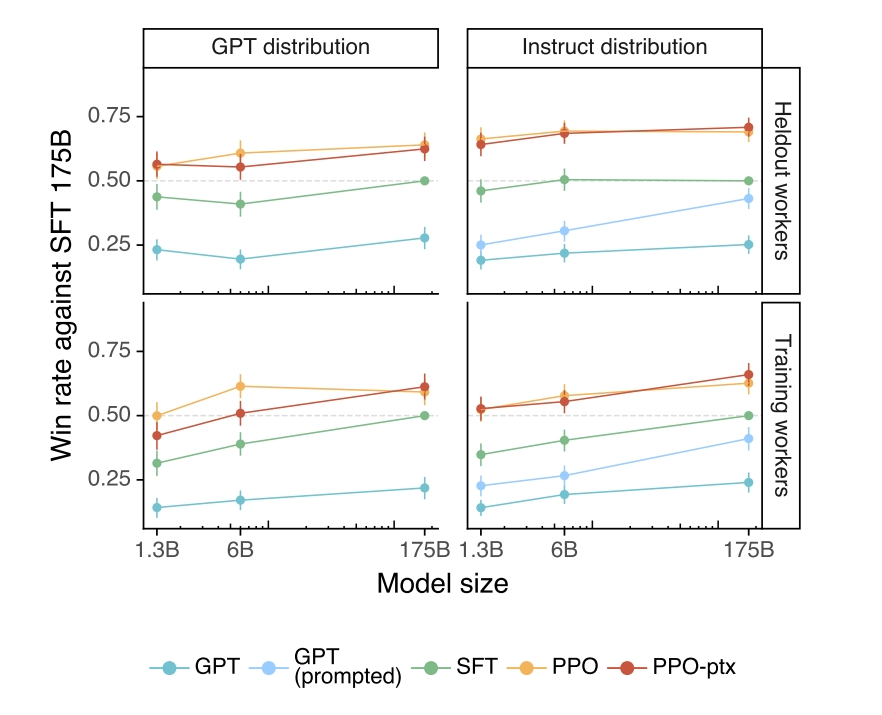 GPT distribution
Instruct distribution
Win rate against SFT 175B
0.75
0.50
0.25
Heldout workers
0.75
0.50
0.25
Training workers
1.3B 6B 175B
1.3B 6B 175B
Model size
GPT
GPT
(prompted)
SFT
PPO
PPO-ptx